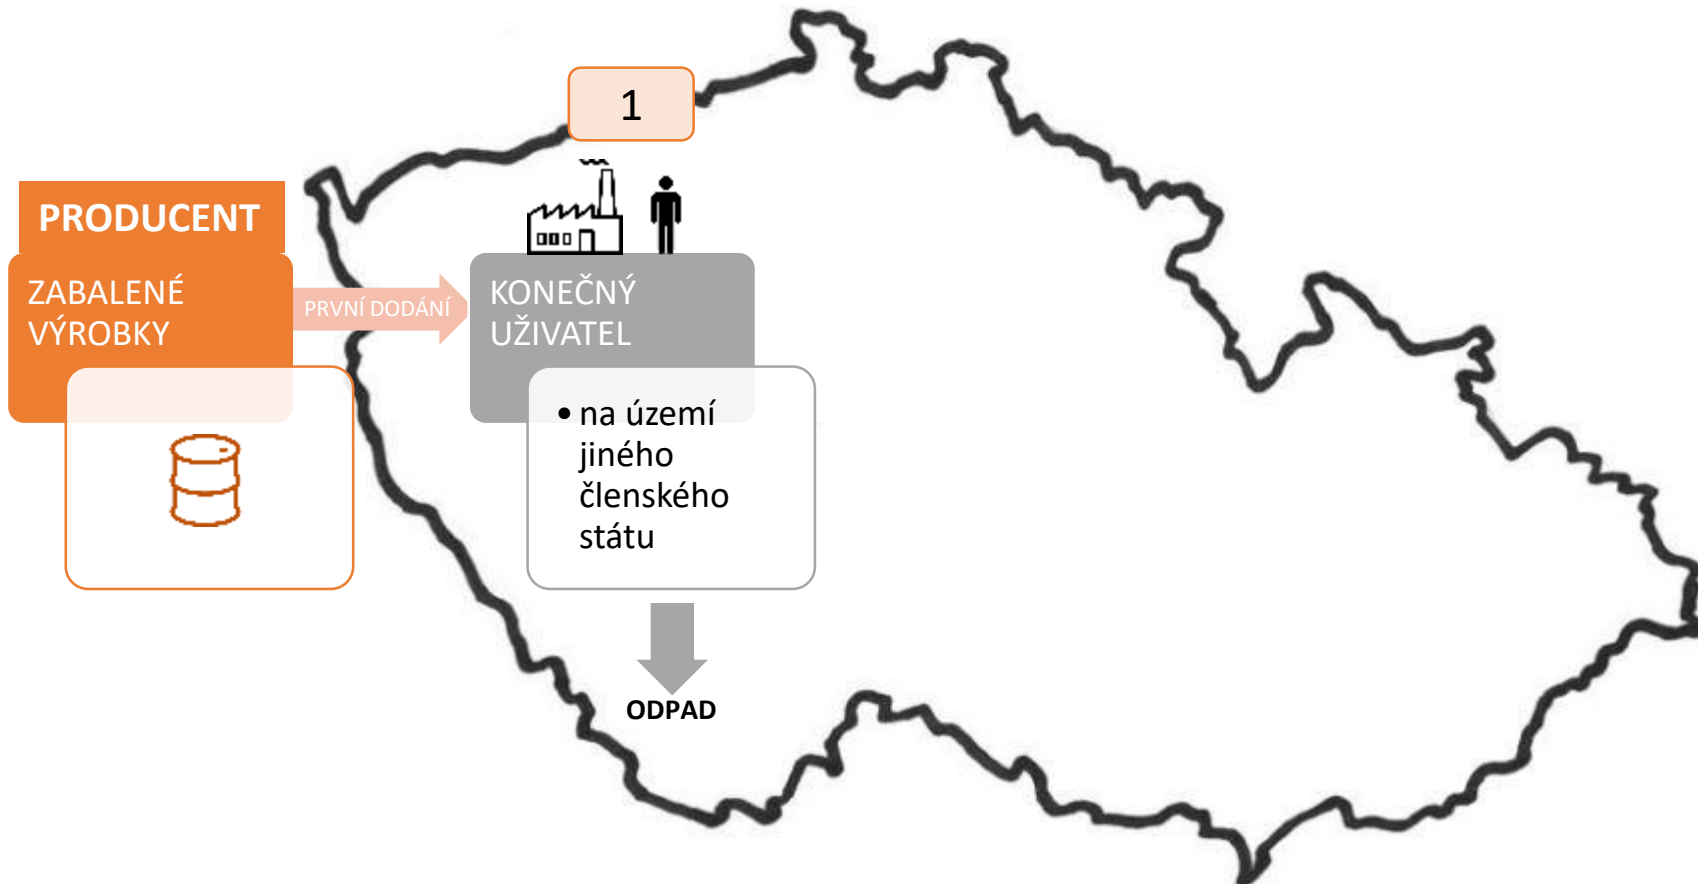 1
PRODUCENT
ZABALENÉ
VÝROBKY
PRVNÍ DODÁNÍ
KONEČNÝ
UŽIVATEL
• na území
jiného
členského
státu
ODPAD